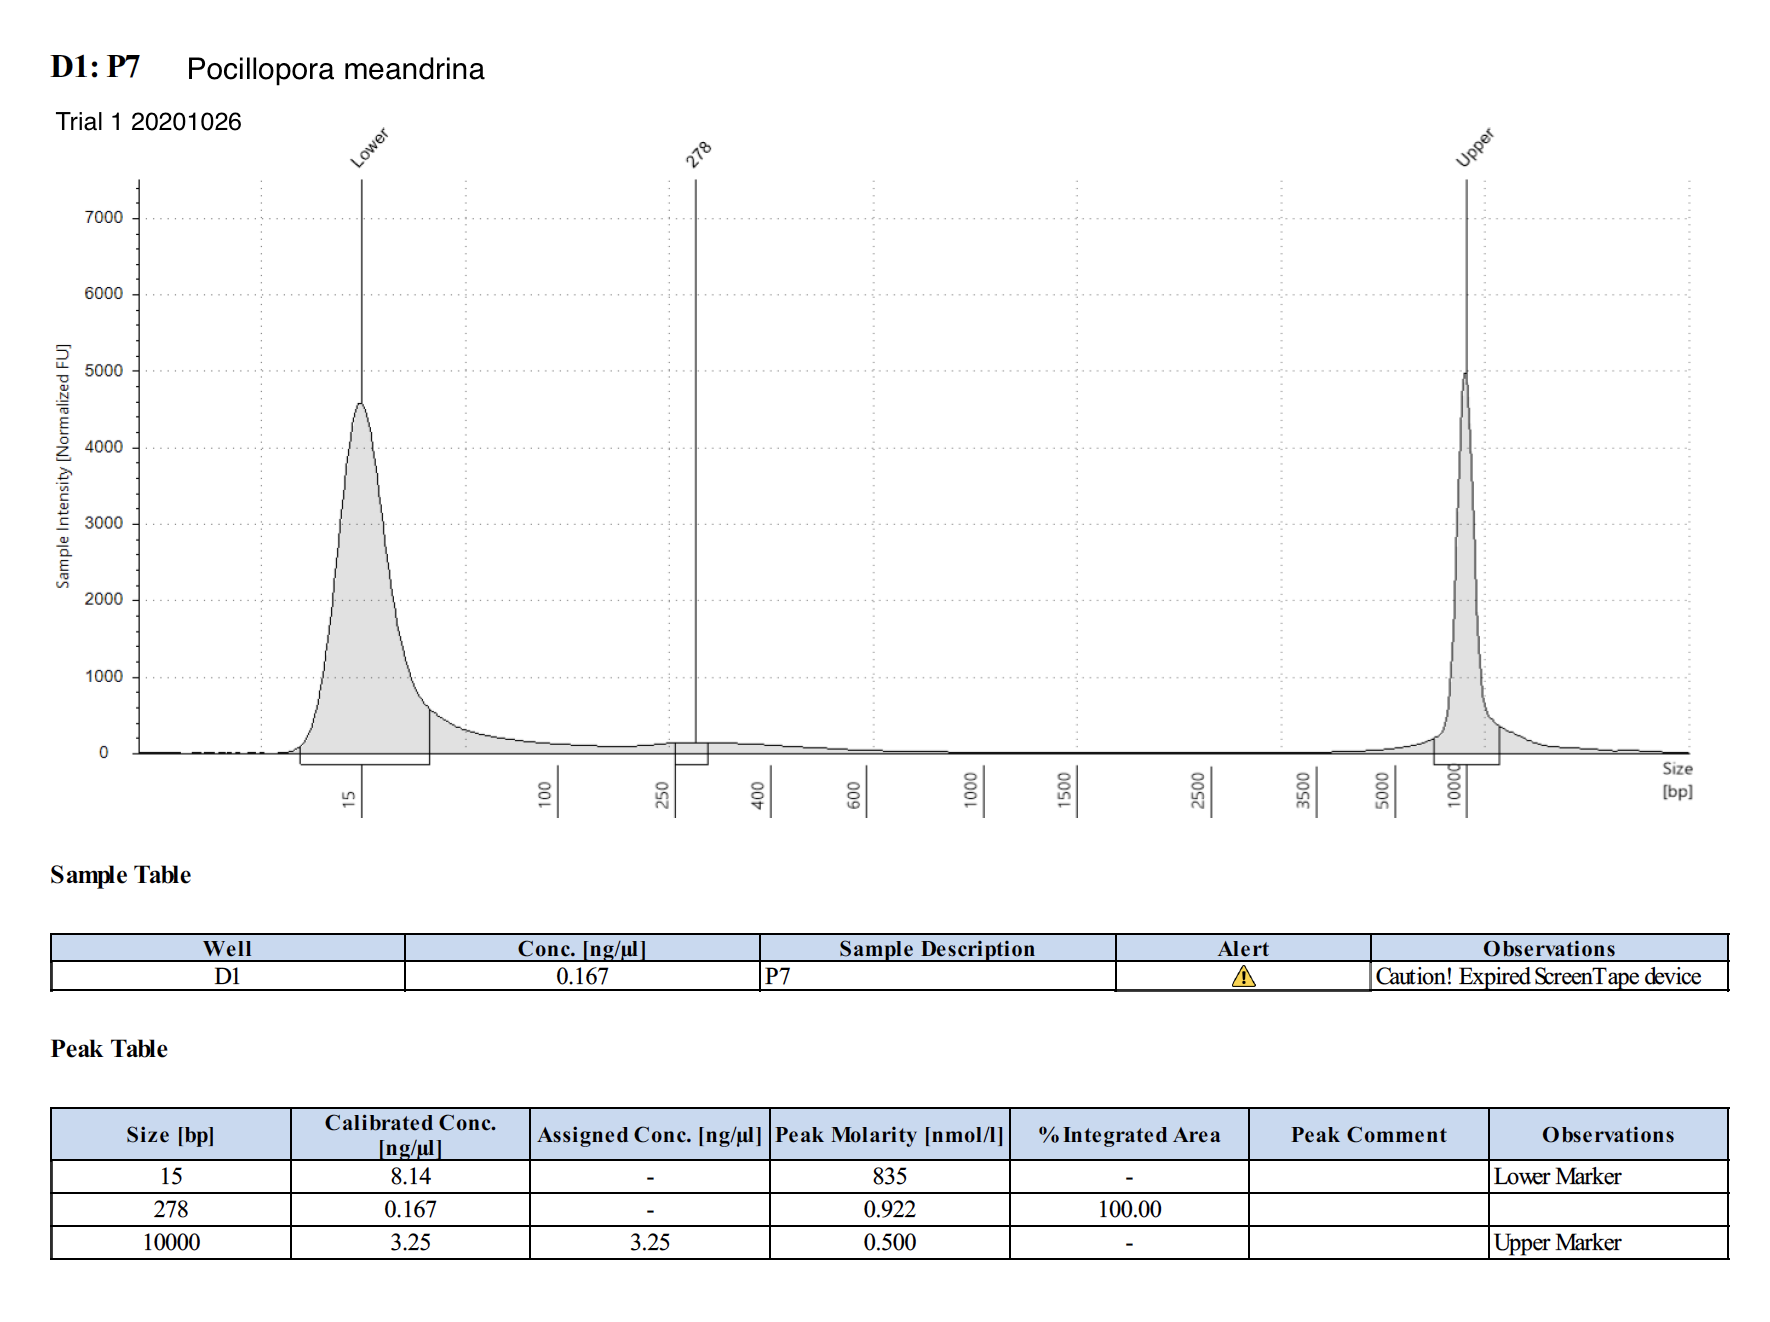 D1: P7 Pocillopora meandrina
Trial 1 20201026
Lower 278 Upper
Sample Intensity [Normalized FU]
7000
6000
5000
4000
3000
2000
1000
0
15 100 250 400 600 1000 1500 2500 3500 5000 10000
Size
[bp]
Sample Table
Well Conc. [ng/µl] Sample Description Alert Observations
D1 0.167 P7 Caution! Expired ScreenTape device
Peak Table
Size [bp] Calibrated Conc. [ng/µl] Assigned Conc. [ng/µl] Peak Molarity [nmol/l] % Integrated Area Peak Comment Observations
15 8.14 - 835 - Lower Marker
278 0.167 - 0.922 100.00
10000 3.25 3.25 0.500 - Upper Marker